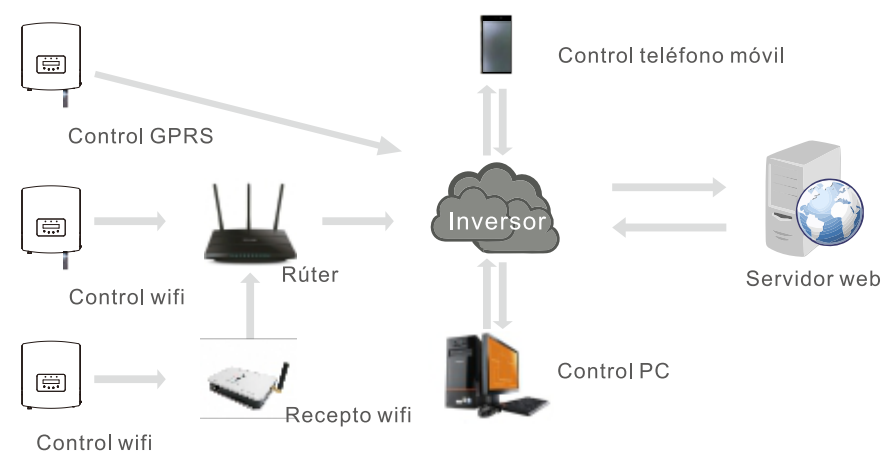 Control teléfono móvil
Control GPRS
Inversor
Rúter
Servidor web
Control wifi
Control PC
Recepto wifi
Control wifi